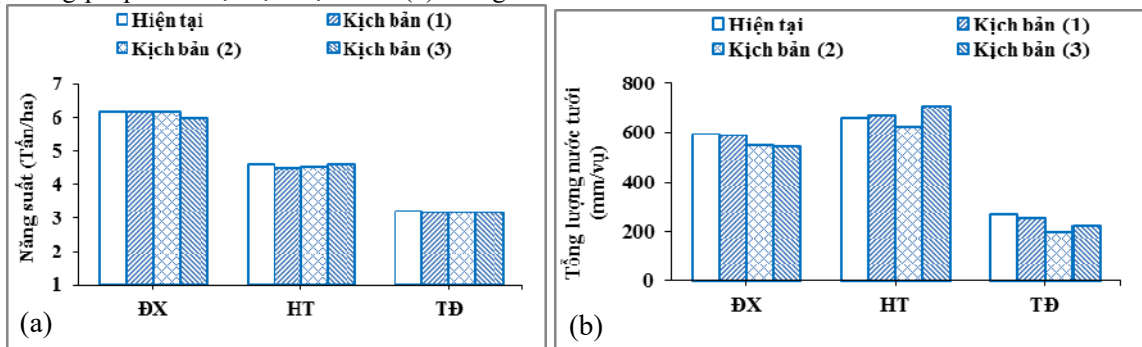 Hiện tại Kịch bản (1)
Kịch bản (2) Kịch bản (3)
Năng suất (Tấn/ha)
7
6
5
4
3
2
1
ĐX HT TĐ
(a)
Hiện tại Kịch bản (1)
Kịch bản (2) Kịch bản (3)
Tổng lượng nước tưới
(mm/vụ)
800
600
400
200
0
ĐX HT TĐ
(b)